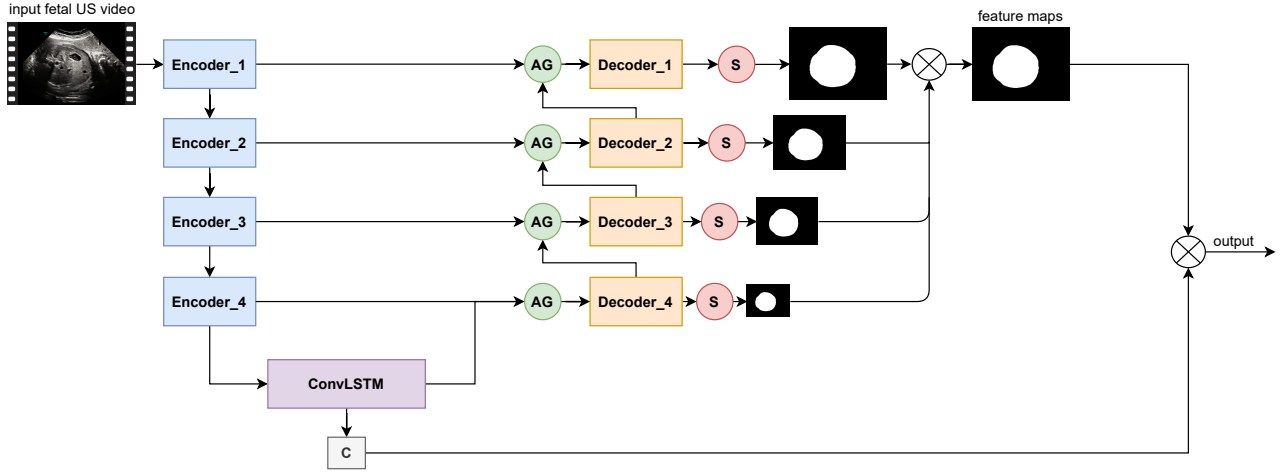 input fetal US video
feature maps
Encoder_1
AG
Decoder_1
S
Encoder_2
AG
Decoder_2
S
Encoder_3
AG
Decoder_3
S
output
Encoder_4
AG
Decoder_4
S
ConvLSTM
C